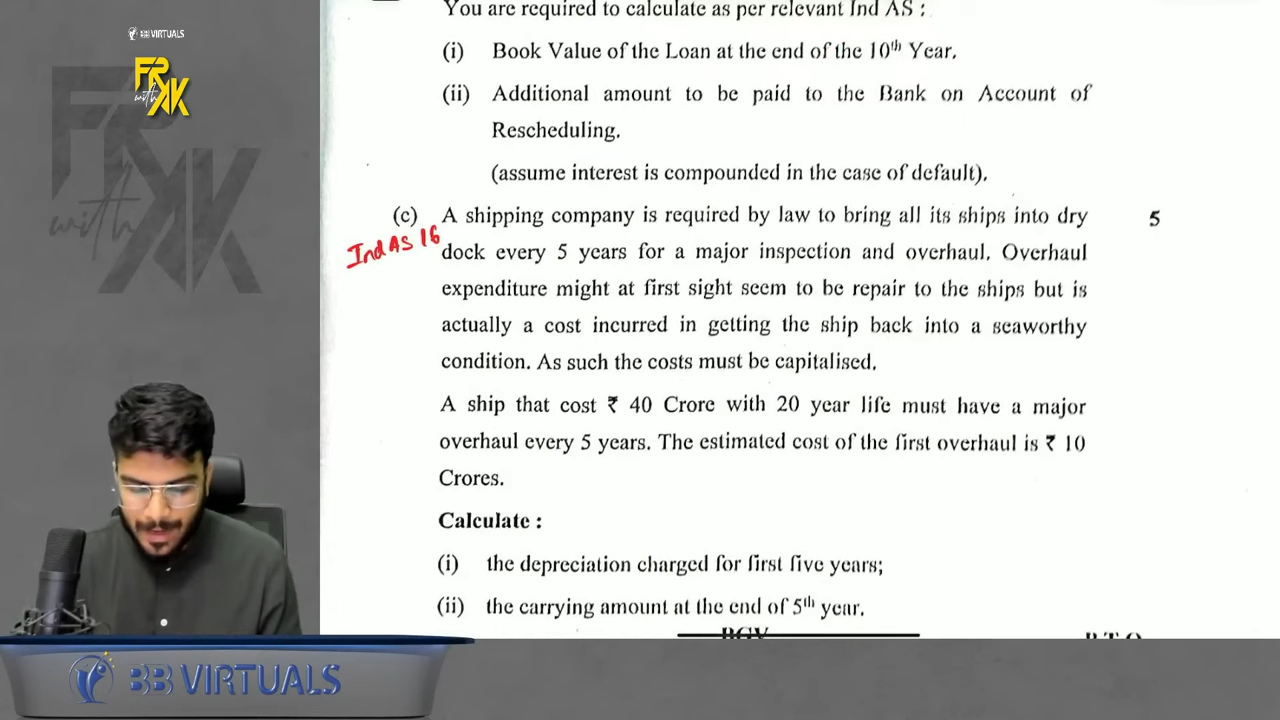 BB VIRTUALS
FR
with
AK
You are required to calculate as per relevant Ind AS :
(i) Book Value of the Loan at the end of the 10th Year.
(ii) Additional amount to be paid to the Bank on Account of
Rescheduling.
(assume interest is compounded in the case of default).
(c) A shipping company is required by law to bring all its ships into dry 5
Ind AS 16
dock every 5 years for a major inspection and overhaul. Overhaul
expenditure might at first sight seem to be repair to the ships but is
actually a cost incurred in getting the ship back into a seaworthy
condition. As such the costs must be capitalised.
A ship that cost ₹ 40 Crore with 20 year life must have a major
overhaul every 5 years. The estimated cost of the first overhaul is ₹ 10
Crores.
Calculate :
(i) the depreciation charged for first five years;
(ii) the carrying amount at the end of 5th year.
BGV P.T.O
BB VIRTUALS